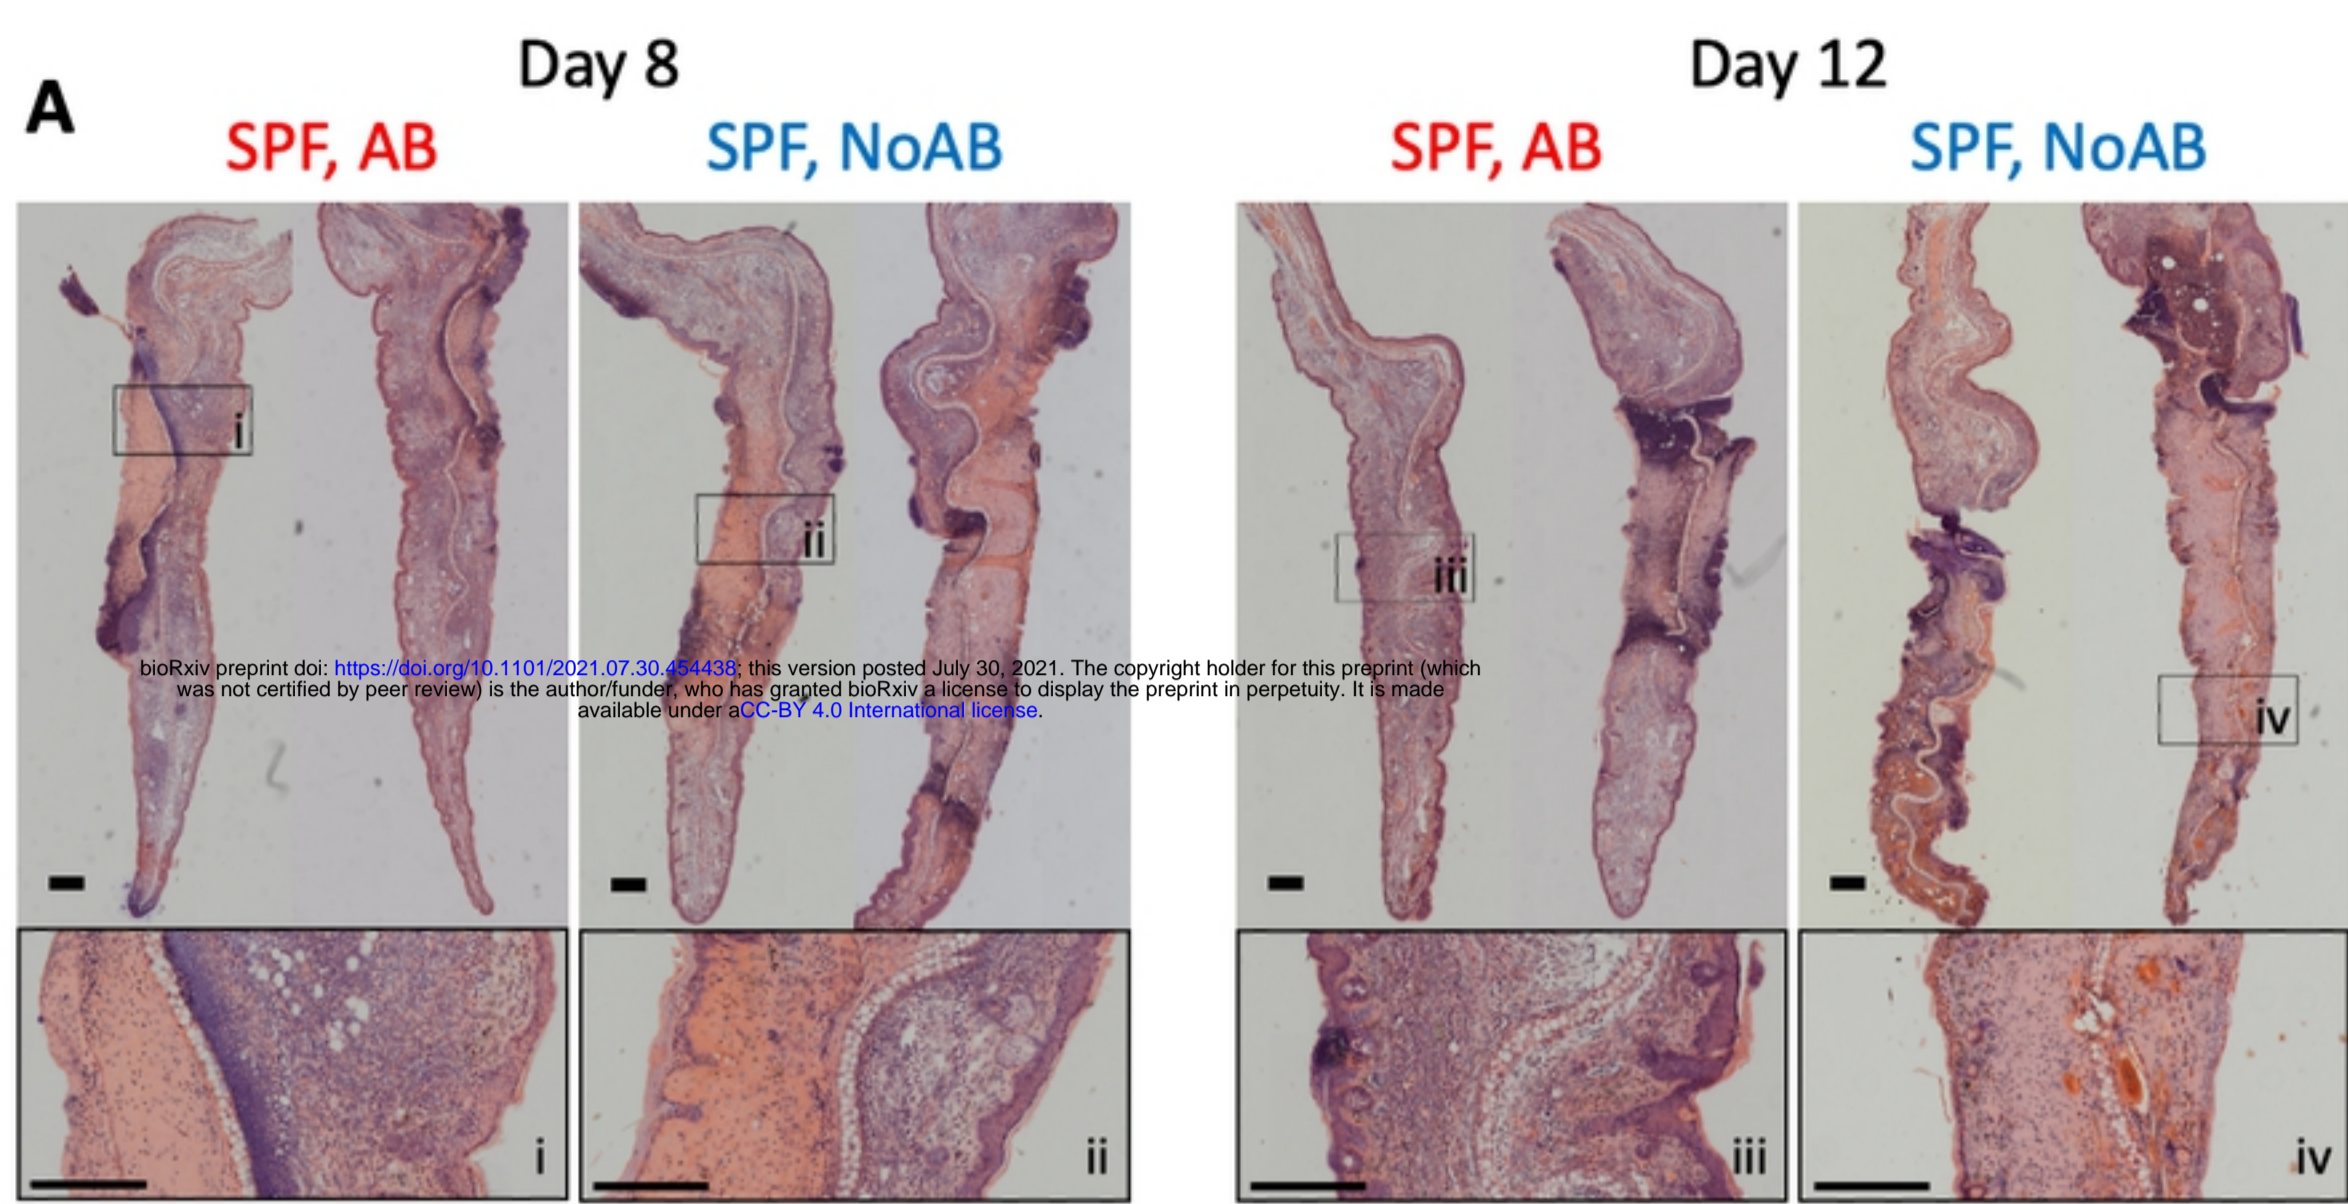 Day 8
Day 12
A
SPF, AB
SPF, NoAB
SPF, AB
SPF, NoAB
i
ii
iii
iv
bioRxiv preprint doi: https://doi.org/10.1101/2021.07.30.454438; this version posted July 30, 2021. The copyright holder for this preprint (which
was not certified by peer review) is the author/funder, who has granted bioRxiv a license to display the preprint in perpetuity. It is made
available under aCC-BY 4.0 International license.
i
ii
iii
iv